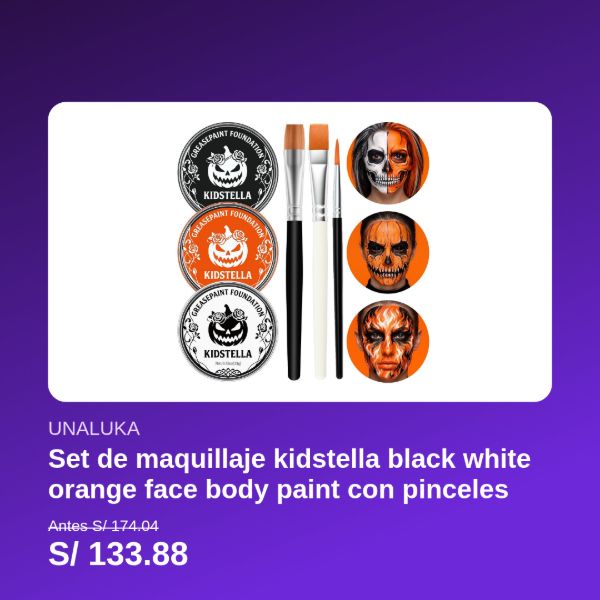 GREASEPAINT FOUNDATION
KIDSTELLA
GREASEPAINT FOUNDATION
KIDSTELLA
GREASEPAINT FOUNDATION
KIDSTELLA
UNALUKA
Set de maquillaje kidstella black white
orange face body paint con pinceles
Antes S/ 174.04
S/ 133.88